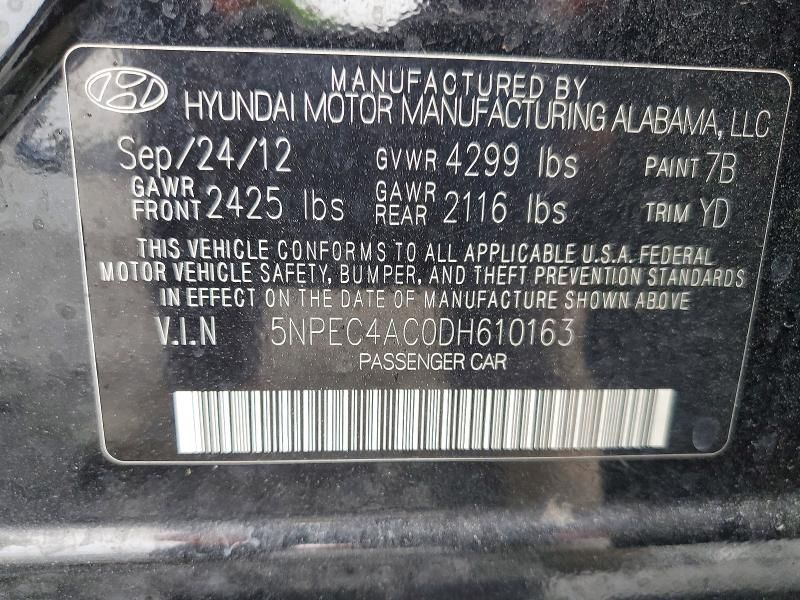 MANUFACTURED BY
HYUNDAI MOTOR MANUFACTURING ALABAMA, LLC
Sep/24/12 GVWR 4299 lbs PAINT 7B
GAWR FRONT 2425 lbs GAWR REAR 2116 lbs TRIM YD
THIS VEHICLE CONFORMS TO ALL APPLICABLE U.S.A. FEDERAL
MOTOR VEHICLE SAFETY, BUMPER, AND THEFT PREVENTION STANDARDS
IN EFFECT ON THE DATE OF MANUFACTURE SHOWN ABOVE
V.I.N 5NPEC4AC0DH610163
PASSENGER CAR